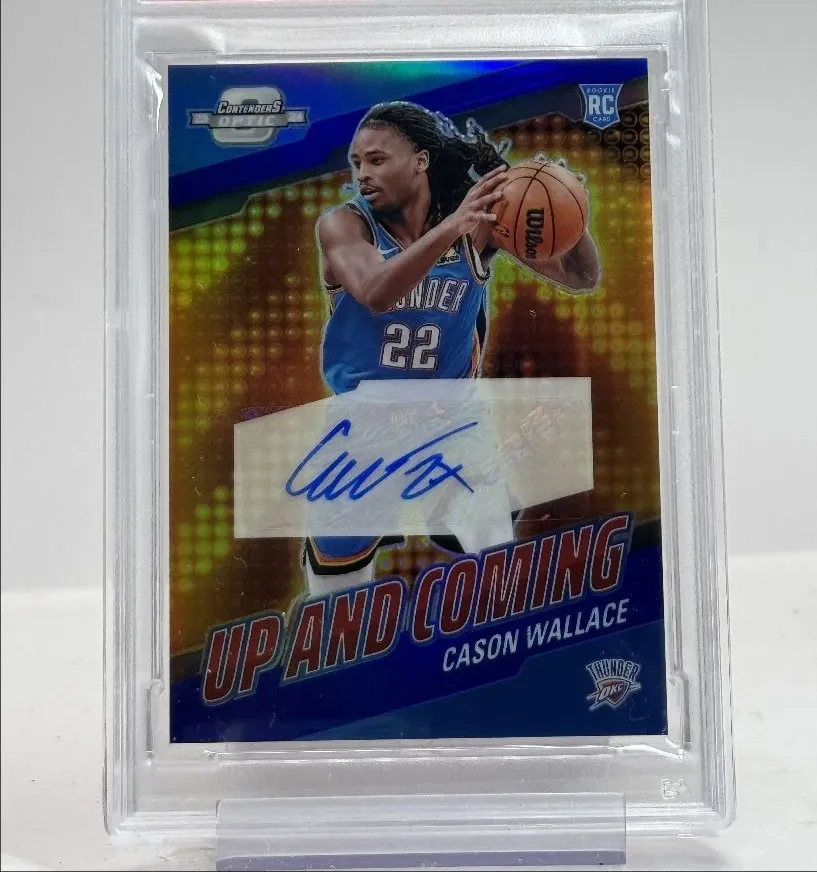 CONTENDERS
OPTIC
ROOKIE
RC
CARD
Wilson
THUNDER
22
UP AND COMING
CASON WALLACE
THUNDER
OKC